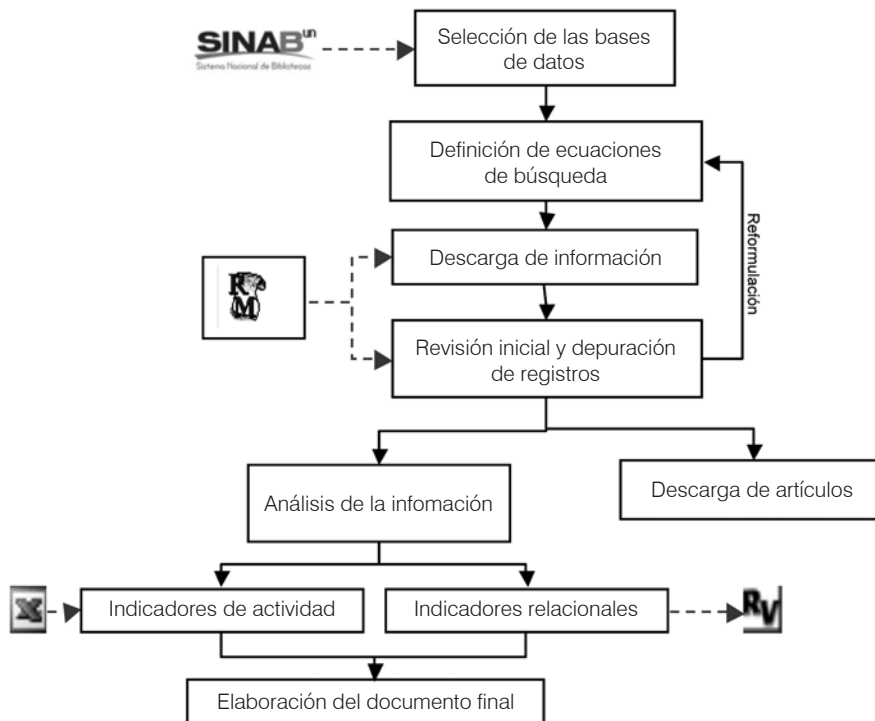 SINAB un
Sistema Nacional de Bibliotecas
Selección de las bases
de datos
Definición de ecuaciones
de búsqueda
Reformulación
Descarga de información
R
M
Revisión inicial y depuración
de registros
Análisis de la infomación
Descarga de artículos
X
Indicadores de actividad
Indicadores relacionales
RV
Elaboración del documento final